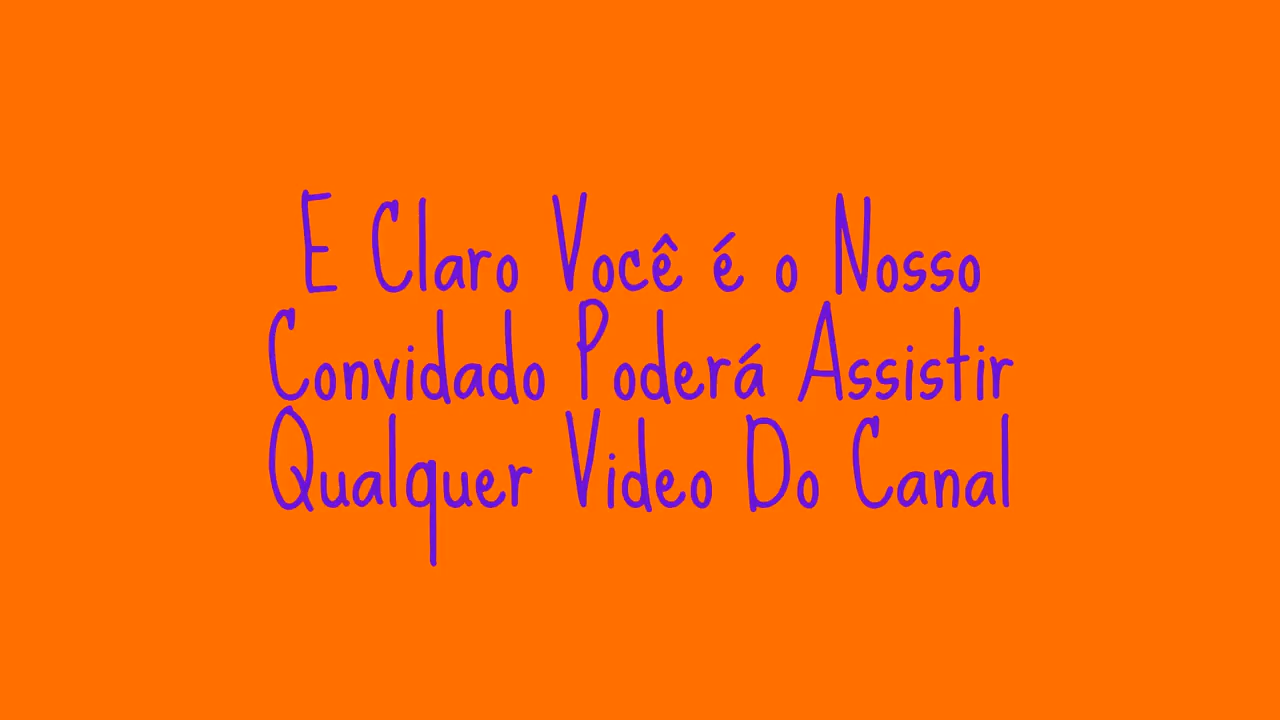 E Claro Você é o Nosso
Convidado Poderá Assistir
Qualquer Video Do Canal